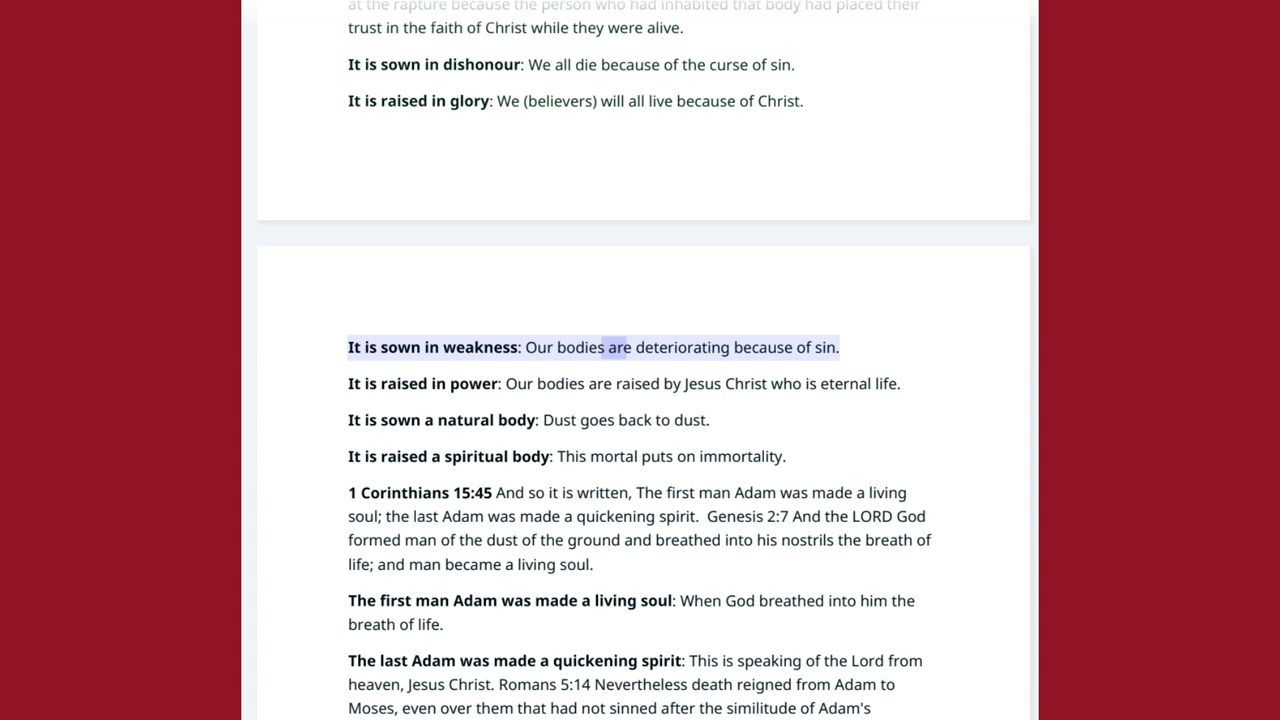 at the rapture because the person who had inhabited that body had placed their
trust in the faith of Christ while they were alive.
It is sown in dishonour: We all die because of the curse of sin.
It is raised in glory: We (believers) will all live because of Christ.
It is sown in weakness: Our bodies are deteriorating because of sin.
It is raised in power: Our bodies are raised by Jesus Christ who is eternal life.
It is sown a natural body: Dust goes back to dust.
It is raised a spiritual body: This mortal puts on immortality.
1 Corinthians 15:45 And so it is written, The first man Adam was made a living
soul; the last Adam was made a quickening spirit.  Genesis 2:7 And the LORD God
formed man of the dust of the ground and breathed into his nostrils the breath of
life; and man became a living soul.
The first man Adam was made a living soul: When God breathed into him the
breath of life.
The last Adam was made a quickening spirit: This is speaking of the Lord from
heaven, Jesus Christ. Romans 5:14 Nevertheless death reigned from Adam to
Moses, even over them that had not sinned after the similitude of Adam's